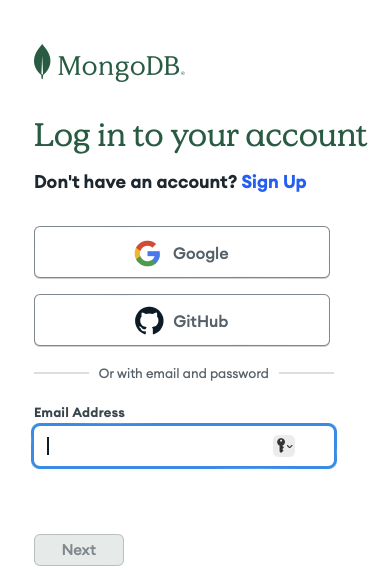 MongoDB®
Log in to your account
Don't have an account? Sign Up
Google
GitHub
Or with email and password
Email Address
Next